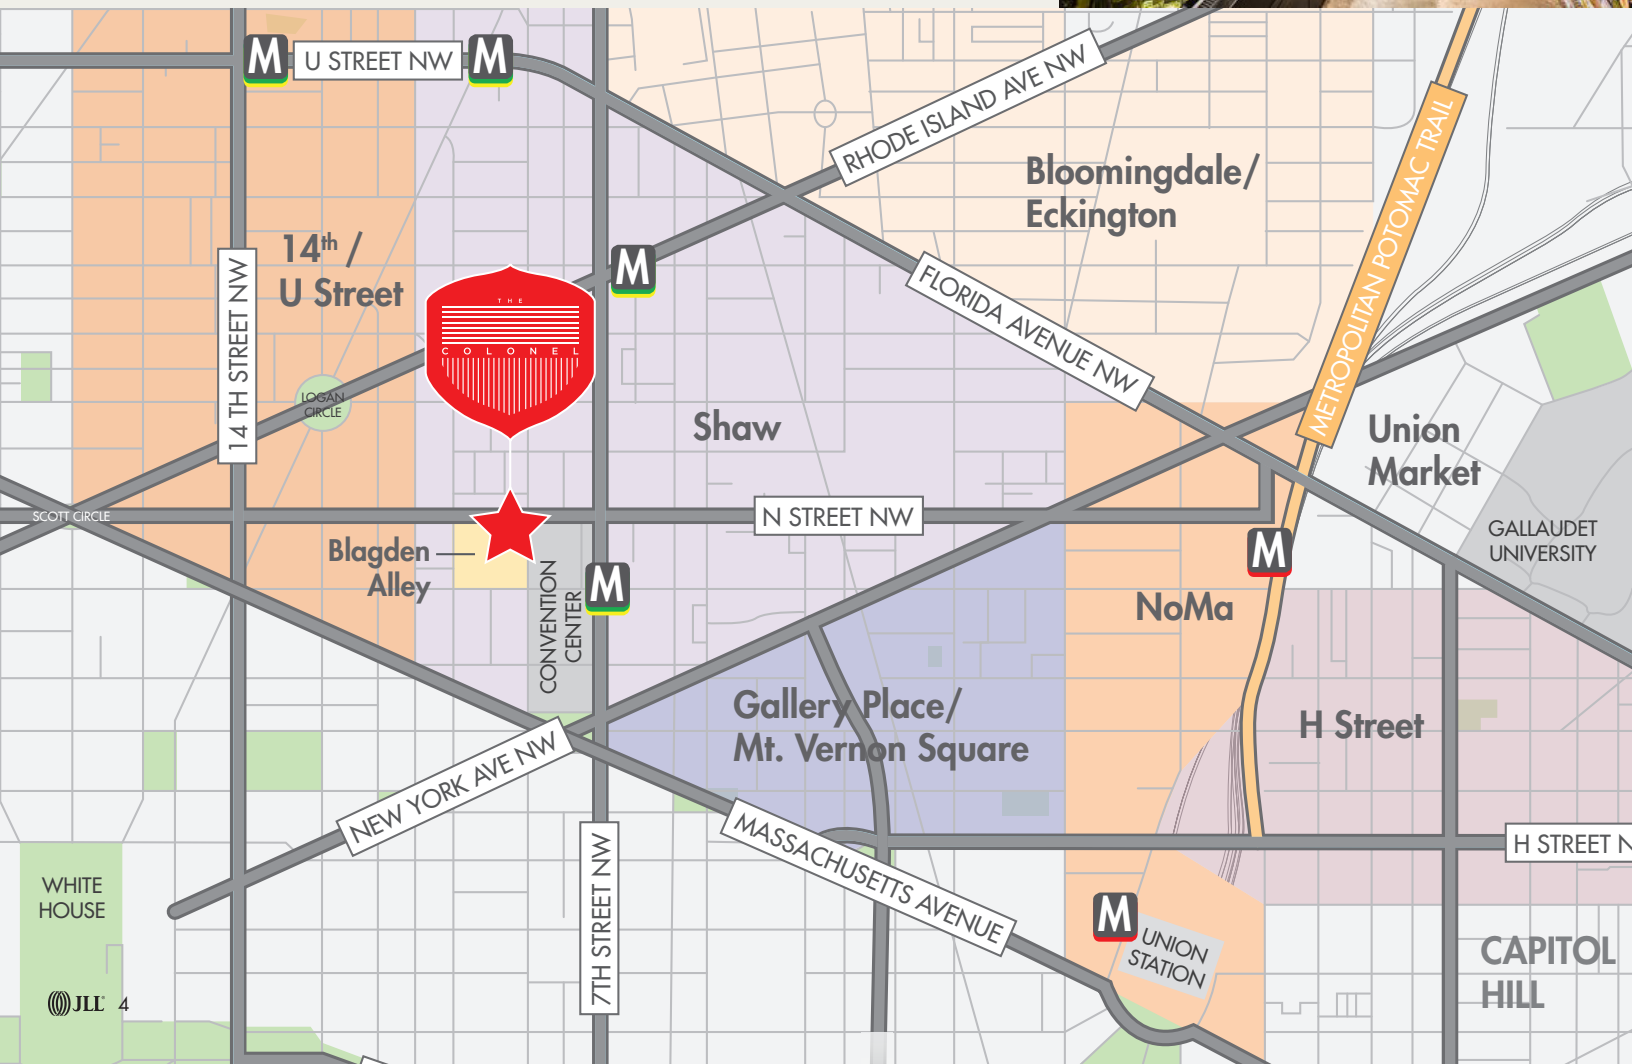 M
U STREET NW
M
RHODE ISLAND AVE NW
METROPOLITAN POTOMAC TRAIL
Bloomingdale/
Eckington
14th /
U Street
14 TH STREET NW
M
FLORIDA AVENUE NW
THE
COLONEL
LOGAN
CIRCLE
Shaw
Union
Market
SCOTT CIRCLE
N STREET NW
GALLAUDET
UNIVERSITY
Blagden
Alley
CONVENTION
CENTER
M
M
NoMa
Gallery Place/
Mt. Vernon Square
H Street
NEW YORK AVE NW
MASSACHUSETTS AVENUE
7TH STREET NW
H STREET N
WHITE
HOUSE
M
UNION
STATION
CAPITOL
HILL
JLL 4